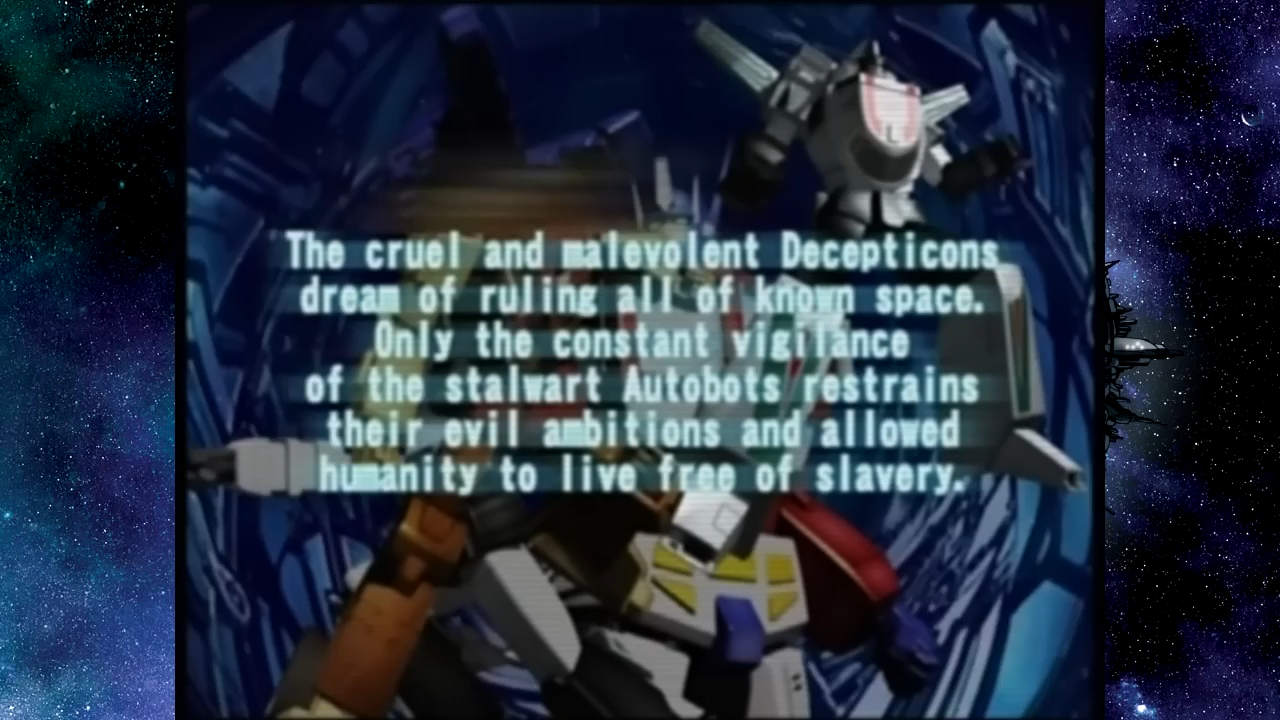 The cruel and malevolent Decepticons
dream of ruling all of known space.
Only the constant vigilance
of the stalwart Autobots restrains
their evil ambitions and allowed
humanity to live free of slavery.